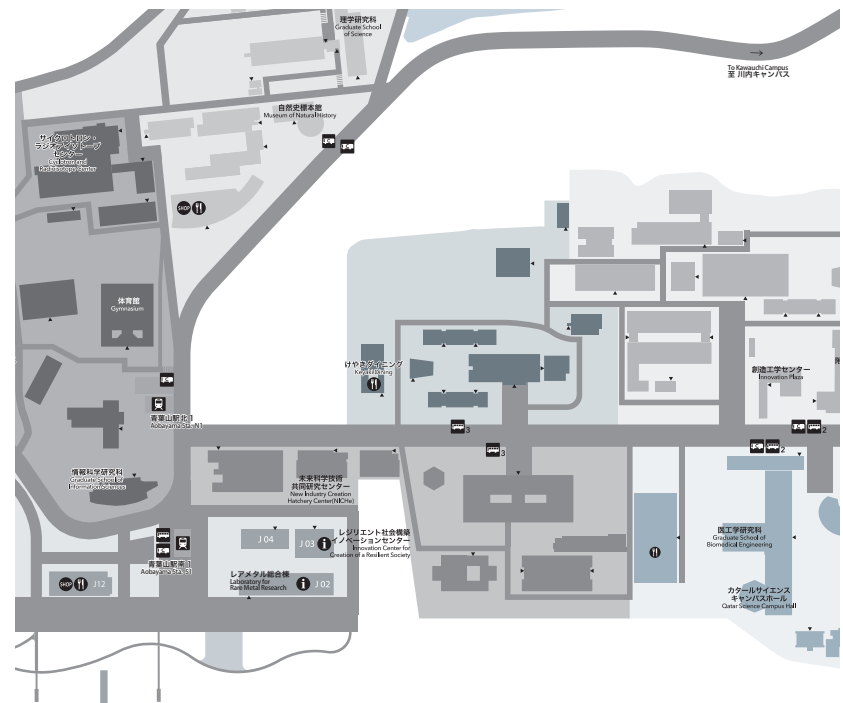 理学研究科
Graduate School
of Science
To Kawauchi Campus
至 川内キャンパス
自然史標本館
Museum of Natural History
サイクロトロン・
ラジオアイソトープ
センター
Cyclotron and
Radioisotope Center
SHOP
体育館
Gymnasium
けやきダイニング
Keyaki Dining
創造工学センター
Innovation Plaza
青葉山駅北 1
Aobayama Sta. N1
3
3
2
2
情報科学研究科
Graduate School of
Information Sciences
未来科学技術
共同研究センター
New Industry Creation
Hatchery Center(NICHe)
レジリエント社会構築
イノベーションセンター
Innovation Center for
Creation of a Resilient Society
J 04
J 03
医工学研究科
Graduate School of
Biomedical Engineering
青葉山駅南 1
Aobayama Sta. S1
レアメタル総合棟
Laboratory for
Rare Metal Research
J 02
SHOP
J 12
カタールサイエンス
キャンパスホール
Qatar Science Campus Hall